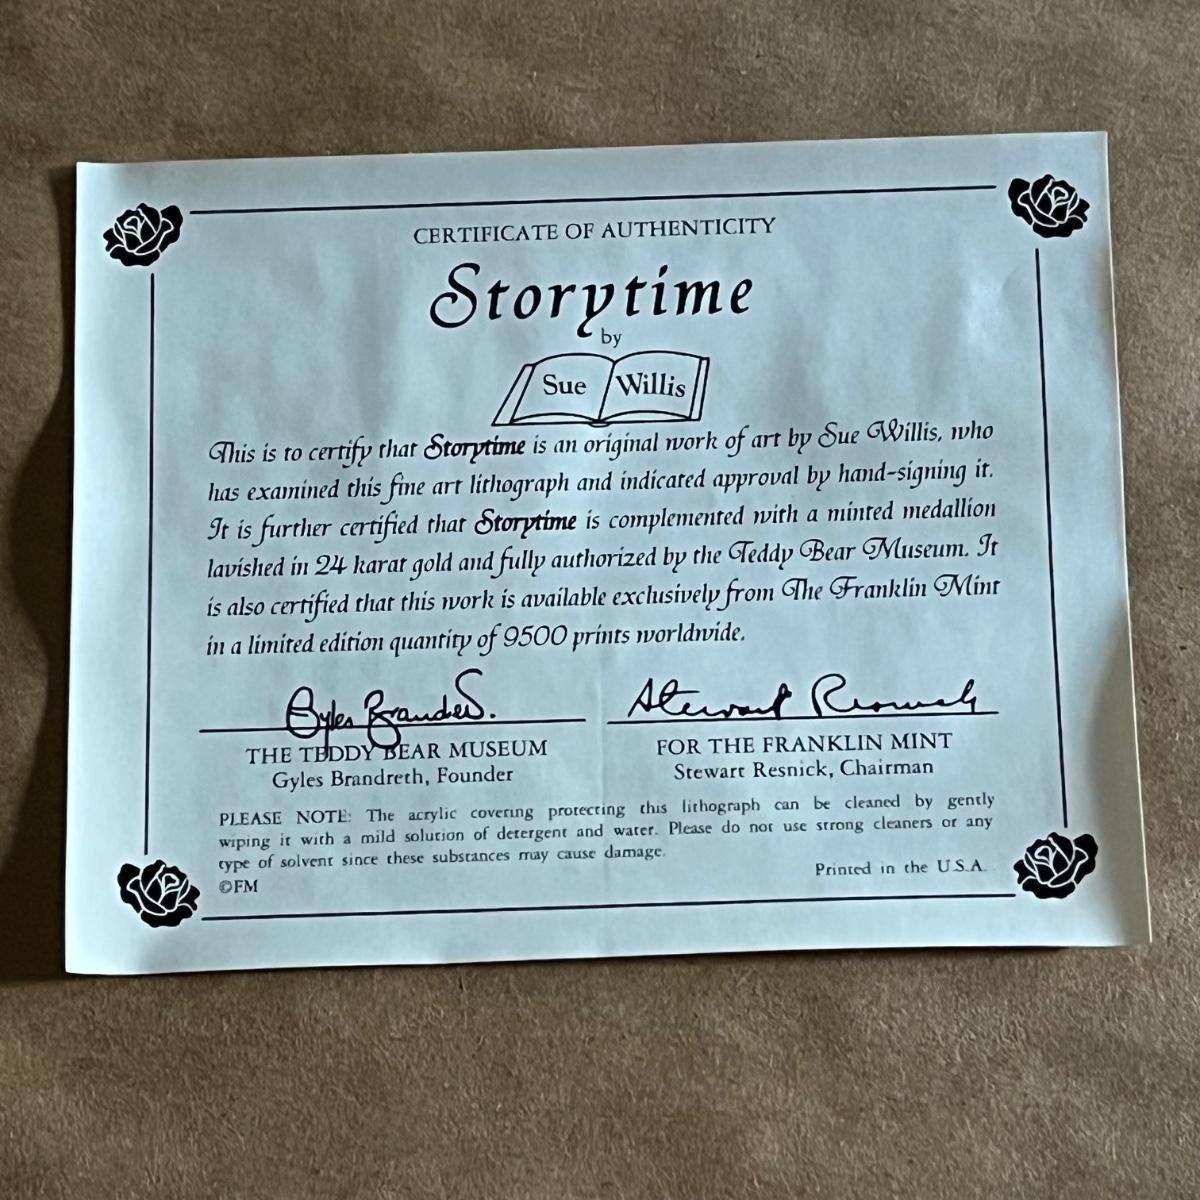 CERTIFICATE OF AUTHENTICITY
Storytime
by
Sue Willis
This is to certify that Storytime is an original work of art by Sue Willis, who
has examined this fine art lithograph and indicated approval by hand-signing it.
It is further certified that Storytime is complemented with a minted medallion
lavished in 24 karat gold and fully authorized by the Teddy Bear Museum. It
is also certified that this work is available exclusively from The Franklin Mint
in a limited edition quantity of 9500 prints worldwide.
Gyles Brandreth. Stewart Resnick
THE TEDDY BEAR MUSEUM FOR THE FRANKLIN MINT
Gyles Brandreth, Founder Stewart Resnick, Chairman
PLEASE NOTE: The acrylic covering protecting this lithograph can be cleaned by gently
wiping it with a mild solution of detergent and water. Please do not use strong cleaners or any
type of solvent since these substances may cause damage.
©FM Printed in the U.S.A.